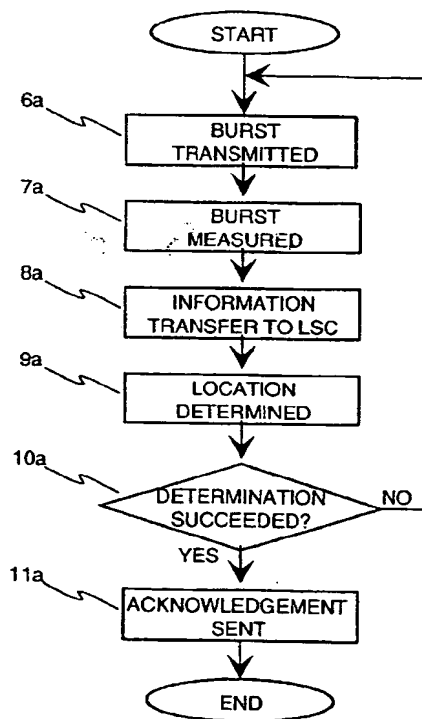 START
6a
BURST
TRANSMITTED
7a
BURST
MEASURED
8a
INFORMATION
TRANSFER TO LSC
9a
LOCATION
DETERMINED
10a
DETERMINATION
SUCCEEDED?
NO
YES
11a
ACKNOWLEDGEMENT
SENT
END